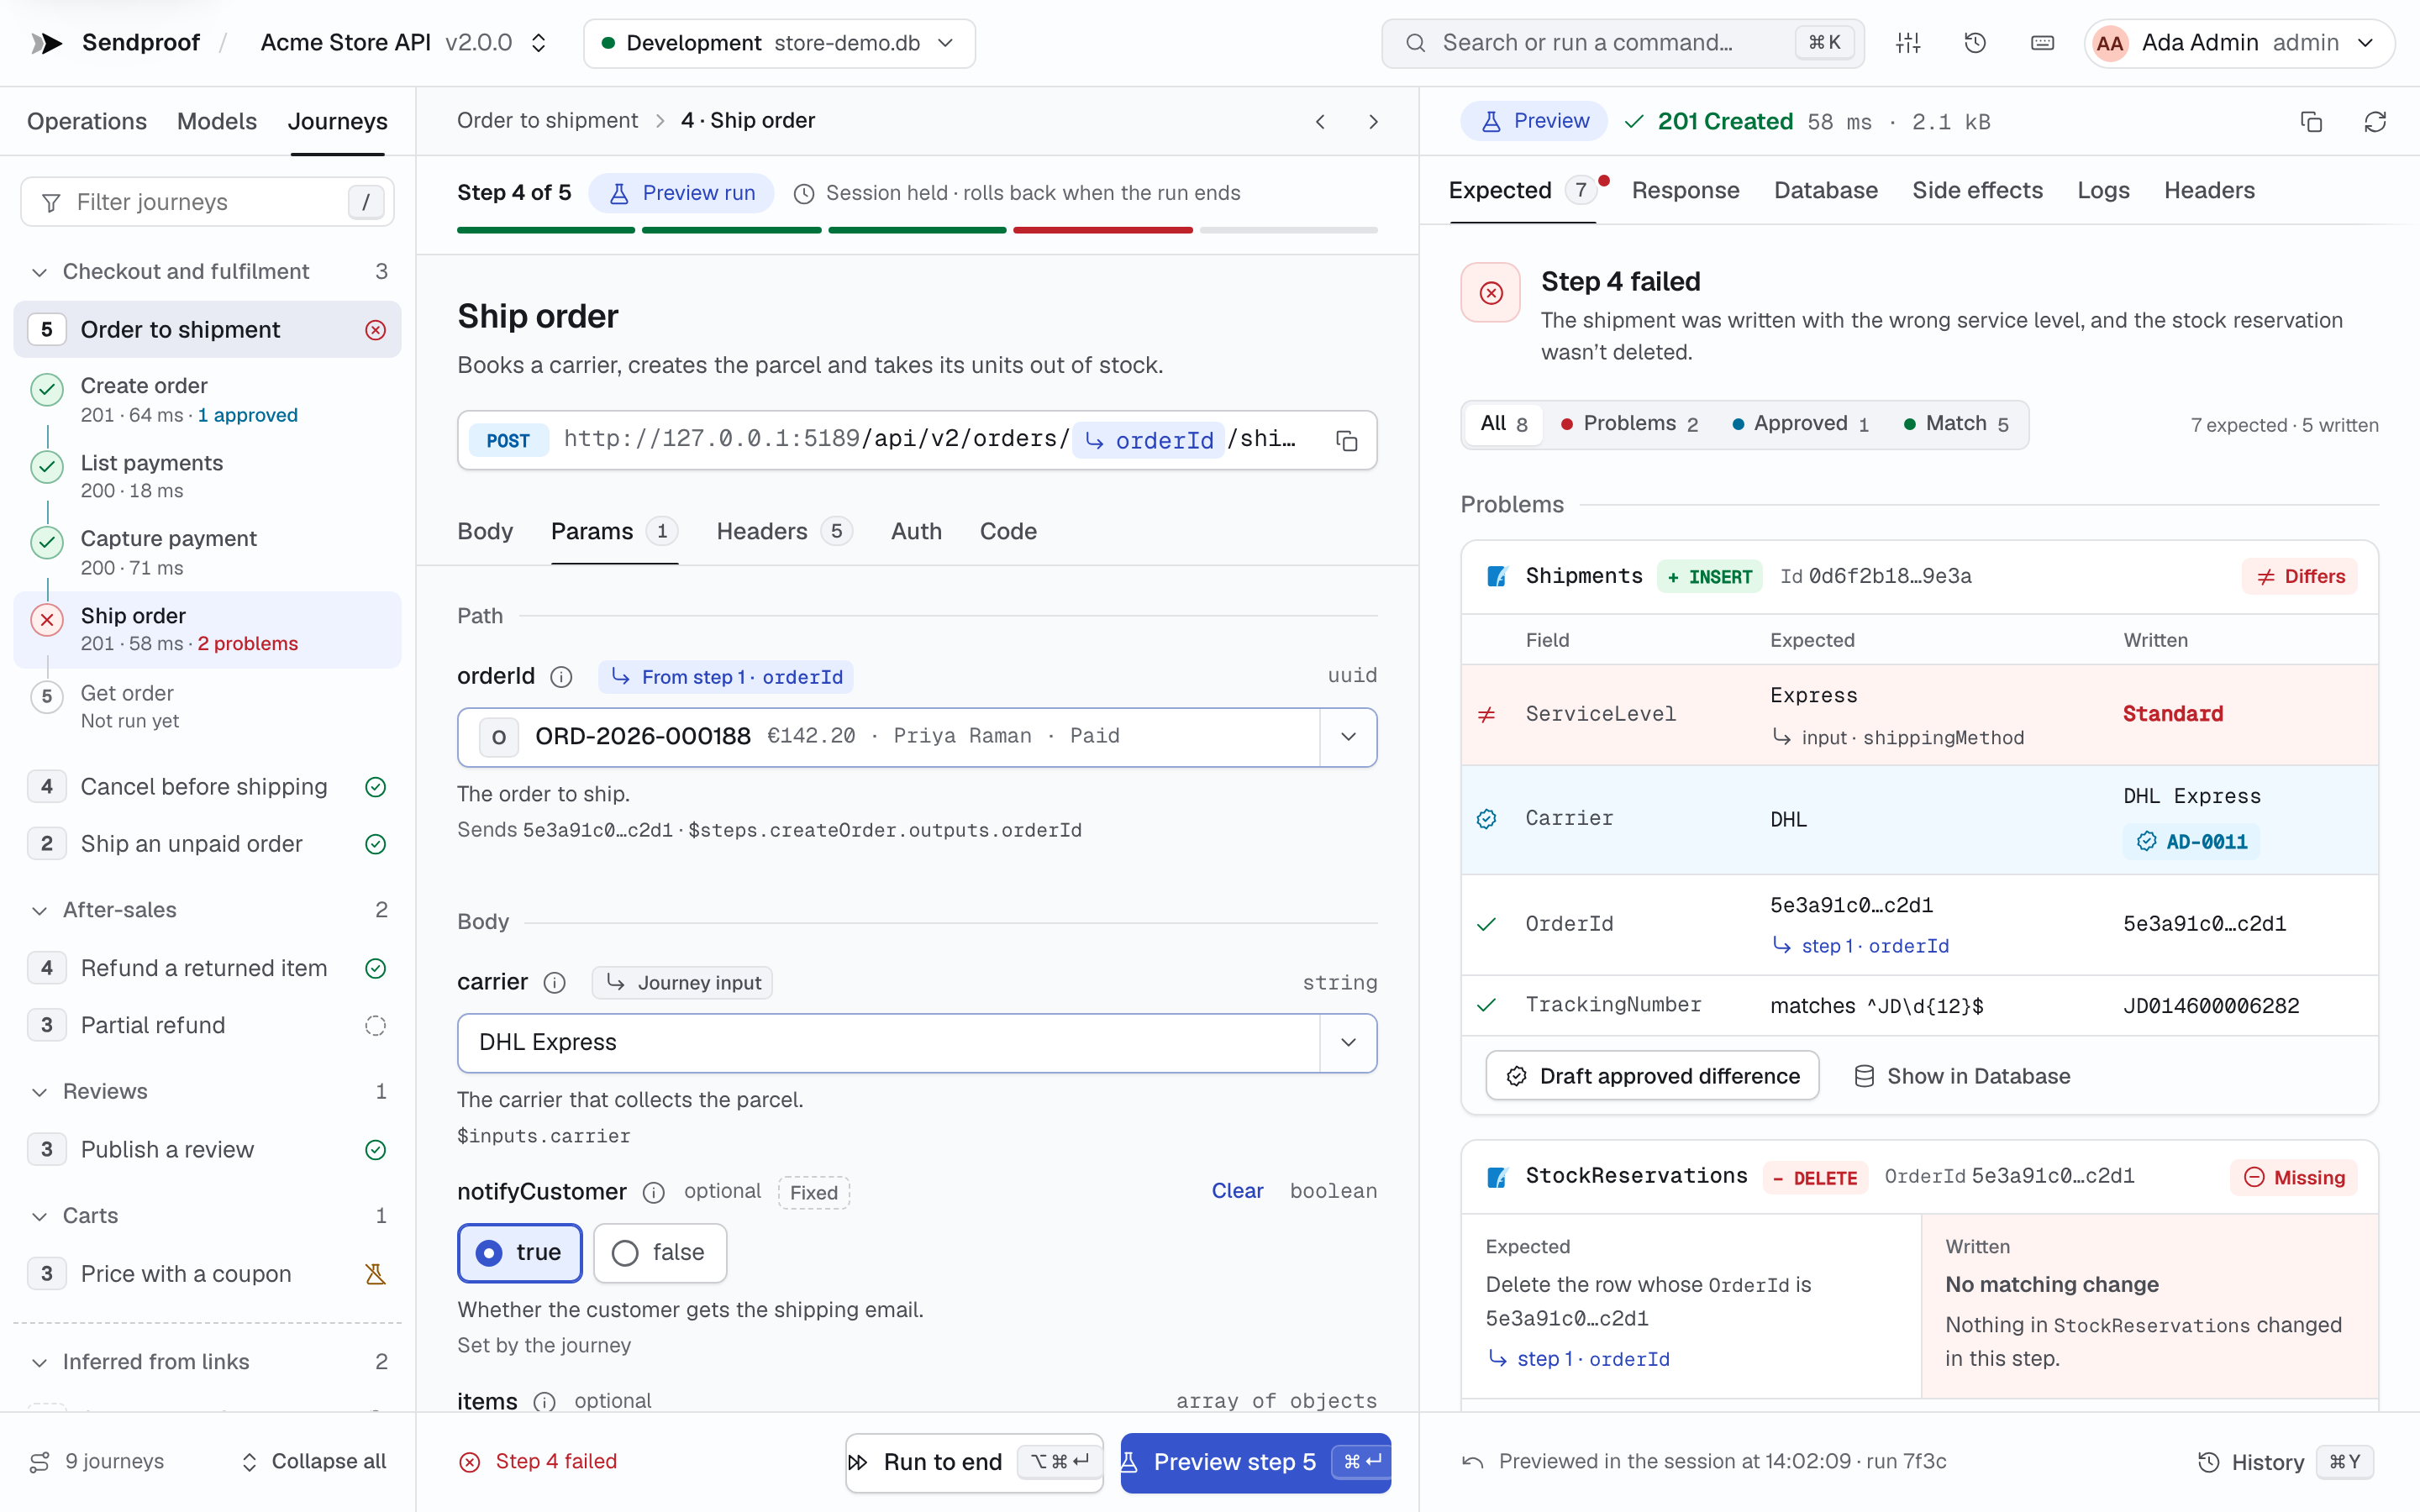 Sendproof / Acme Store API v2.0.0
Development store-demo.db
Search or run a command… ⌘K
AA Ada Admin admin
Operations Models Journeys
Filter journeys /
Checkout and fulfilment 3
5 Order to shipment
Create order
201 · 64 ms · 1 approved
List payments
200 · 18 ms
Capture payment
200 · 71 ms
Ship order
201 · 58 ms · 2 problems
5 Get order
Not run yet
4 Cancel before shipping
2 Ship an unpaid order
After-sales 2
4 Refund a returned item
3 Partial refund
Reviews 1
3 Publish a review
Carts 1
3 Price with a coupon
Inferred from links 2
9 journeys Collapse all
Order to shipment > 4 · Ship order
Step 4 of 5 Preview run Session held · rolls back when the run ends
Ship order
Books a carrier, creates the parcel and takes its units out of stock.
POST http://127.0.0.1:5189/api/v2/orders/ orderId /shi…
Body Params 1 Headers 5 Auth Code
Path
orderId From step 1 · orderId uuid
O ORD-2026-000188 €142.20 · Priya Raman · Paid
The order to ship.
Sends 5e3a91c0…c2d1 · $steps.createOrder.outputs.orderId
Body
carrier Journey input string
DHL Express
The carrier that collects the parcel.
$inputs.carrier
notifyCustomer optional Fixed Clear boolean
true false
Whether the customer gets the shipping email.
Set by the journey
items optional array of objects
Step 4 failed Run to end ⌥⌘↵ Preview step 5 ⌘↵
Preview 201 Created 58 ms · 2.1 kB
Expected 7 Response Database Side effects Logs Headers
Step 4 failed
The shipment was written with the wrong service level, and the stock reservation
wasn’t deleted.
All 8 Problems 2 Approved 1 Match 5 7 expected · 5 written
Problems
Shipments + INSERT Id 0d6f2b18…9e3a ≠ Differs
Field Expected Written
≠ ServiceLevel Express Standard
input · shippingMethod
Carrier DHL DHL Express
AD-0011
OrderId 5e3a91c0…c2d1 5e3a91c0…c2d1
step 1 · orderId
TrackingNumber matches ^JD\d{12}$ JD014600006282
Draft approved difference Show in Database
StockReservations − DELETE OrderId 5e3a91c0…c2d1 Missing
Expected
Delete the row whose OrderId is
5e3a91c0…c2d1
step 1 · orderId
Written
No matching change
Nothing in StockReservations changed
in this step.
Previewed in the session at 14:02:09 · run 7f3c History ⌘Y